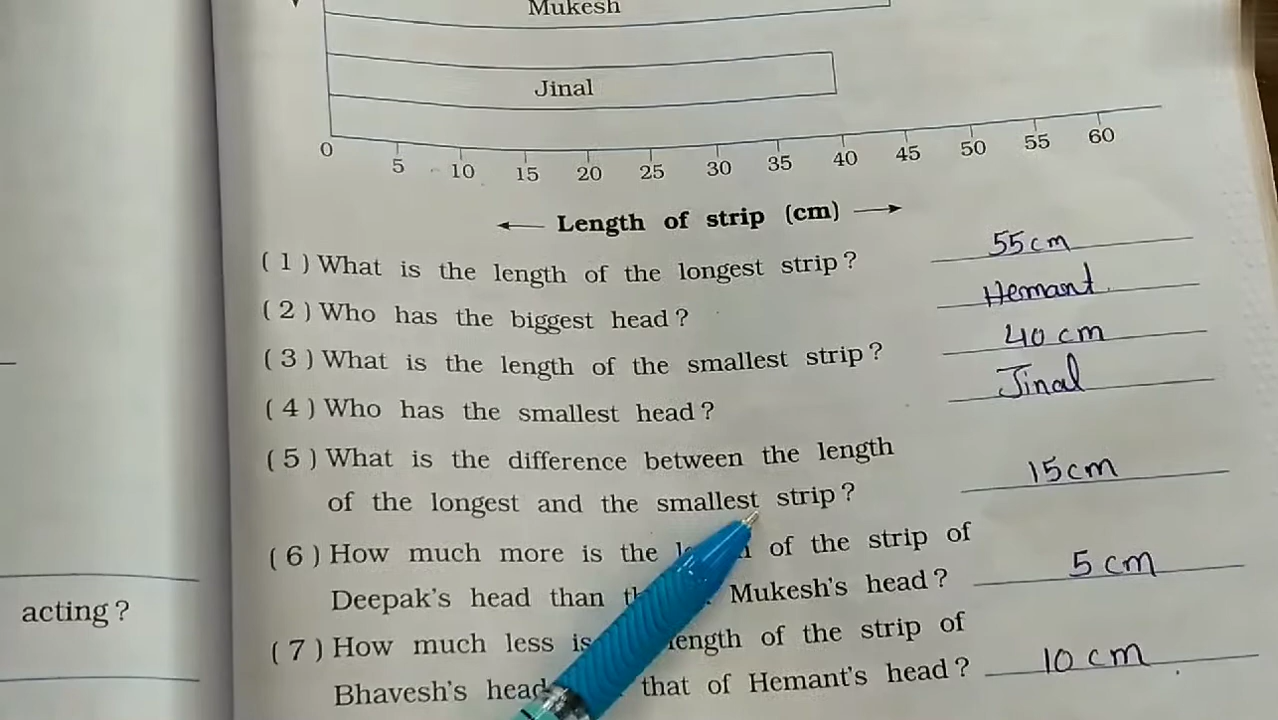 Mukesh
Jinal
0 5 10 15 20 25 30 35 40 45 50 55 60
Length of strip (cm)
(1) What is the length of the longest strip? 55cm
(2) Who has the biggest head? Hemant.
(3) What is the length of the smallest strip? 40 cm
(4) Who has the smallest head? Jinal
(5) What is the difference between the length
of the longest and the smallest strip? 15cm
(6) How much more is the of the strip of
Deepak's head than Mukesh's head? 5 cm
(7) How much less is length of the strip of
Bhavesh's head that of Hemant's head? 10 cm
acting?